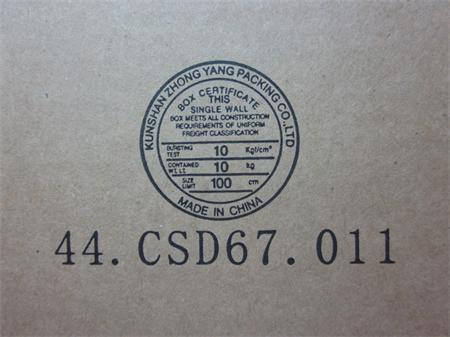 KUNSHAN ZHONG YANG PACKING CO.,LTD
BOX CERTIFICATE
THIS
SINGLE WALL
BOX MEETS ALL CONSTRUCTION
REQUIREMENTS OF UNIFORM
FREIGHT CLASSIFICATION
BURSTING TEST 10 Kgf/cm²
CONTAINED WT. LT. 10 kg
SIZE LIMIT 100 cm
MADE IN CHINA
44.CSD67.011